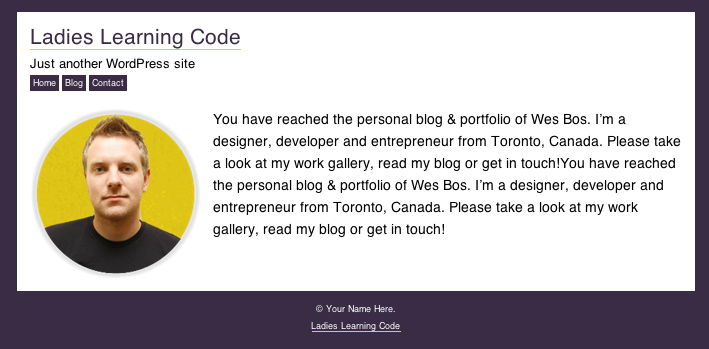 Ladies Learning Code
Just another WordPress site
Home Blog Contact
You have reached the personal blog & portfolio of Wes Bos. I'm a
designer, developer and entrepreneur from Toronto, Canada. Please take
a look at my work gallery, read my blog or get in touch!You have reached
the personal blog & portfolio of Wes Bos. I'm a designer, developer and
entrepreneur from Toronto, Canada. Please take a look at my work
gallery, read my blog or get in touch!
© Your Name Here.
Ladies Learning Code